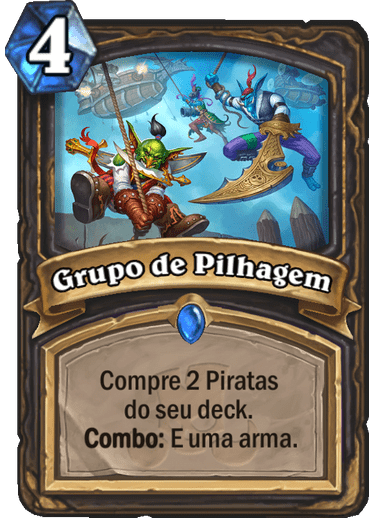 4
Grupo de Pilhagem
Compre 2 Piratas
do seu deck.
Combo: E uma arma.